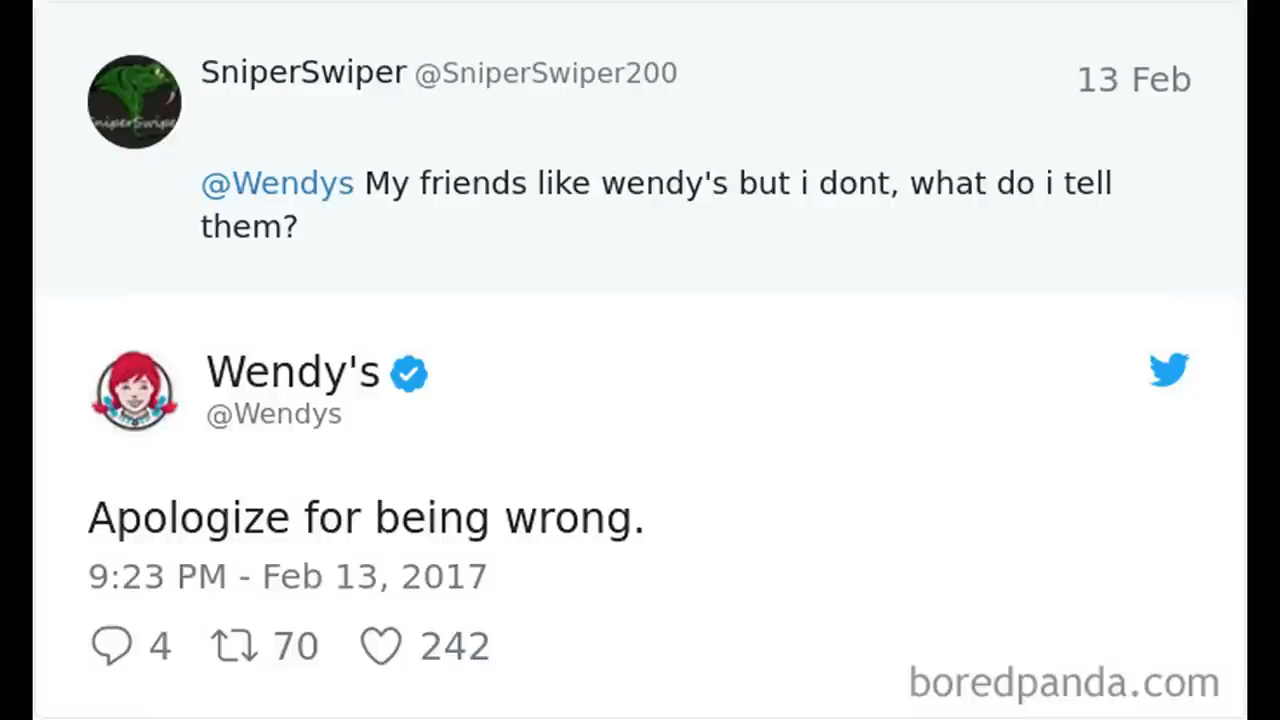 SniperSwiper @SniperSwiper200
13 Feb
SniperSwiper
@Wendys My friends like wendy's but i dont, what do i tell
them?
Wendy's
@Wendys
Apologize for being wrong.
9:23 PM - Feb 13, 2017
4 70 242
boredpanda.com